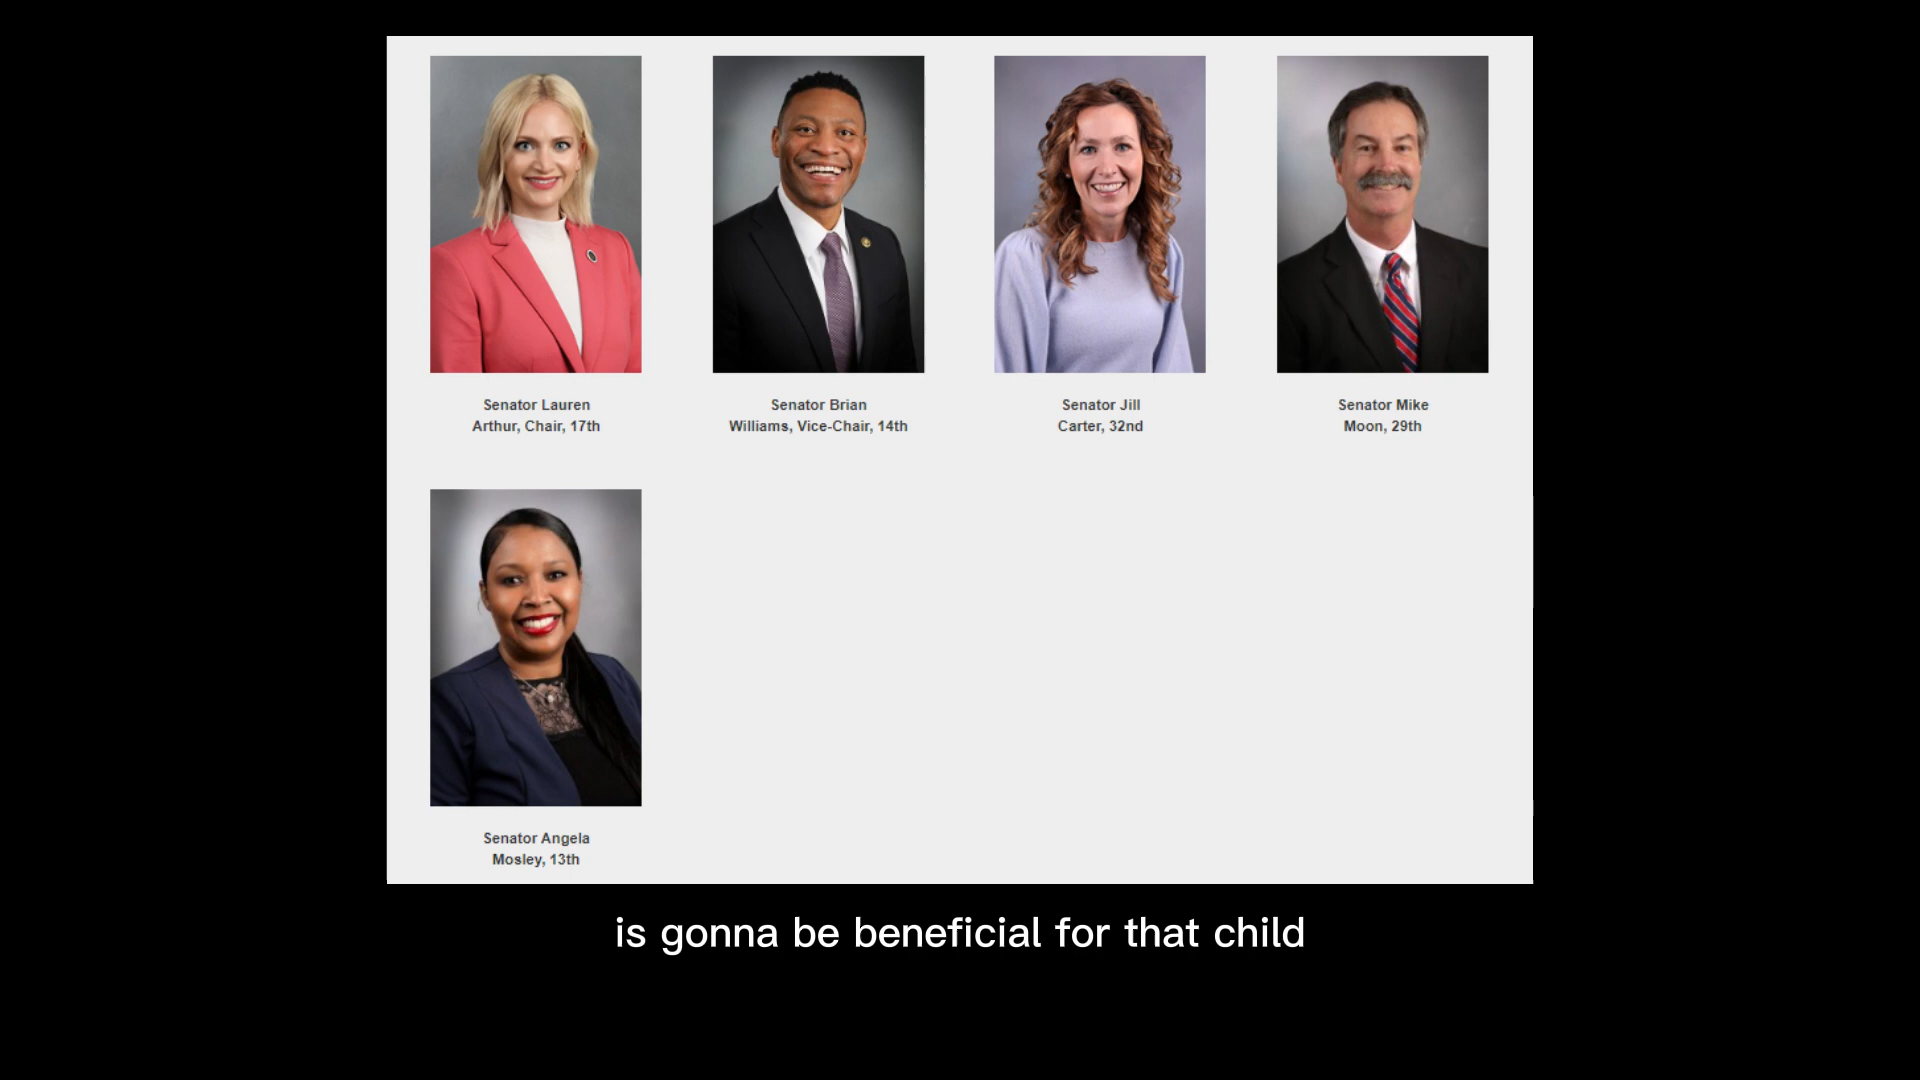 Senator Lauren
Arthur, Chair, 17th
Senator Brian
Williams, Vice-Chair, 14th
Senator Jill
Carter, 32nd
Senator Mike
Moon, 29th
Senator Angela
Mosley, 13th
is gonna be beneficial for that child